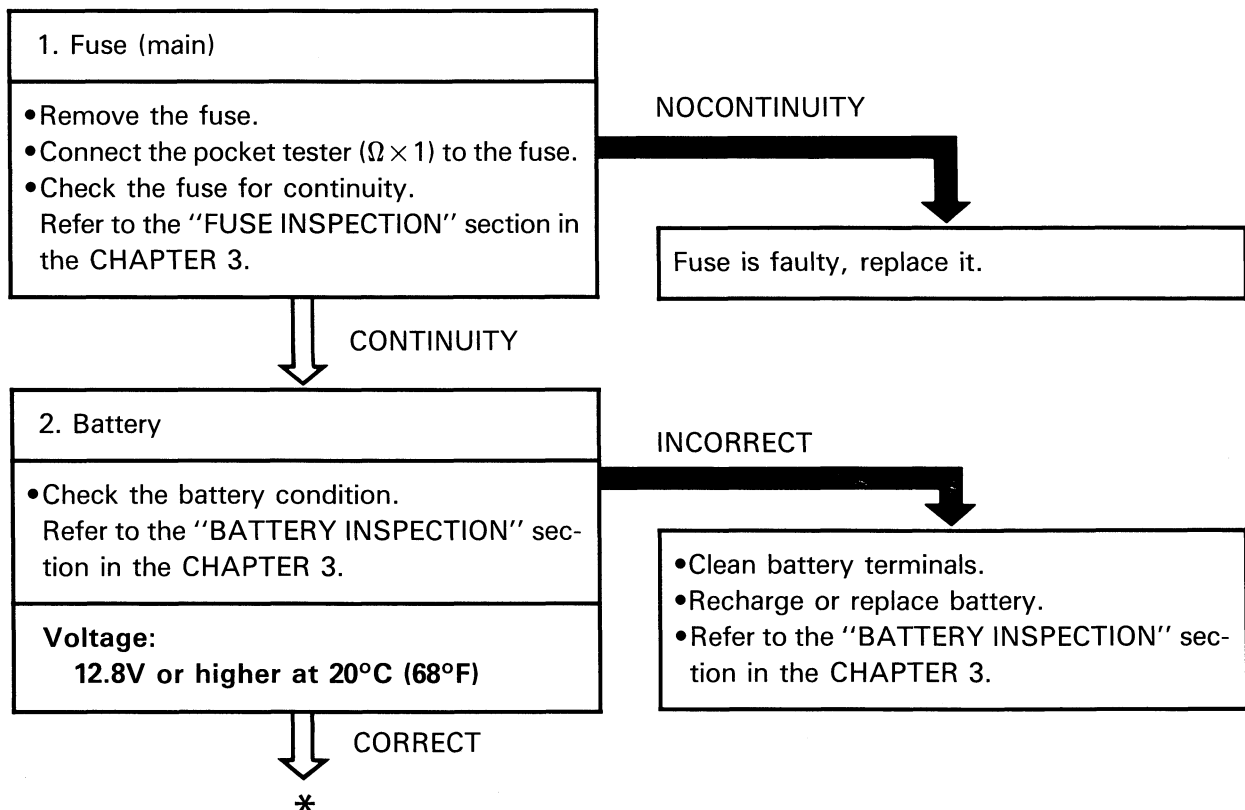 1. Fuse (main)
•Remove the fuse.
•Connect the pocket tester (Ω × 1) to the fuse.
•Check the fuse for continuity.
Refer to the “FUSE INSPECTION” section in
the CHAPTER 3.
NOCONTINUITY
Fuse is faulty, replace it.
CONTINUITY
2. Battery
•Check the battery condition.
Refer to the “BATTERY INSPECTION” sec-
tion in the CHAPTER 3.
Voltage:
12.8V or higher at 20°C (68°F)
INCORRECT
•Clean battery terminals.
•Recharge or replace battery.
•Refer to the “BATTERY INSPECTION” sec-
tion in the CHAPTER 3.
CORRECT
*